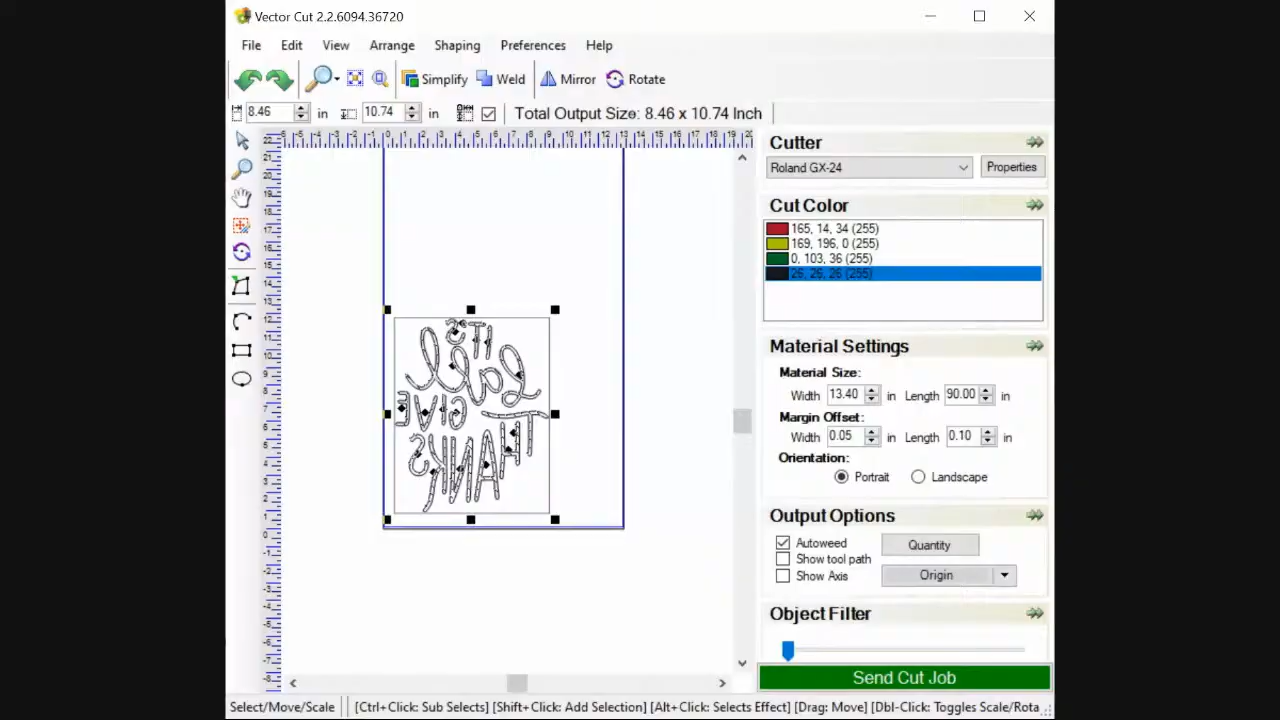 Vector Cut 2.2.6094.36720
File Edit View Arrange Shaping Preferences Help
Simplify Weld Mirror Rotate
8.46 in 10.74 in Total Output Size: 8.46 x 10.74 Inch
Cutter
Roland GX-24 Properties
Cut Color
165, 14, 34 (255)
169, 196, 0 (255)
0, 103, 36 (255)
26, 26, 26 (255)
Material Settings
Material Size:
Width 13.40 in Length 90.00 in
Margin Offset:
Width 0.05 in Length 0.10 in
Orientation:
Portrait Landscape
Output Options
Autoweed Quantity
Show tool path
Show Axis Origin
Object Filter
Send Cut Job
IT'S
Fall
GIVE
THANKS
Select/Move/Scale [Ctrl+Click: Sub Selects] [Shift+Click: Add Selection] [Alt+Click: Selects Effect] [Drag: Move] [Dbl-Click: Toggles Scale/Rota